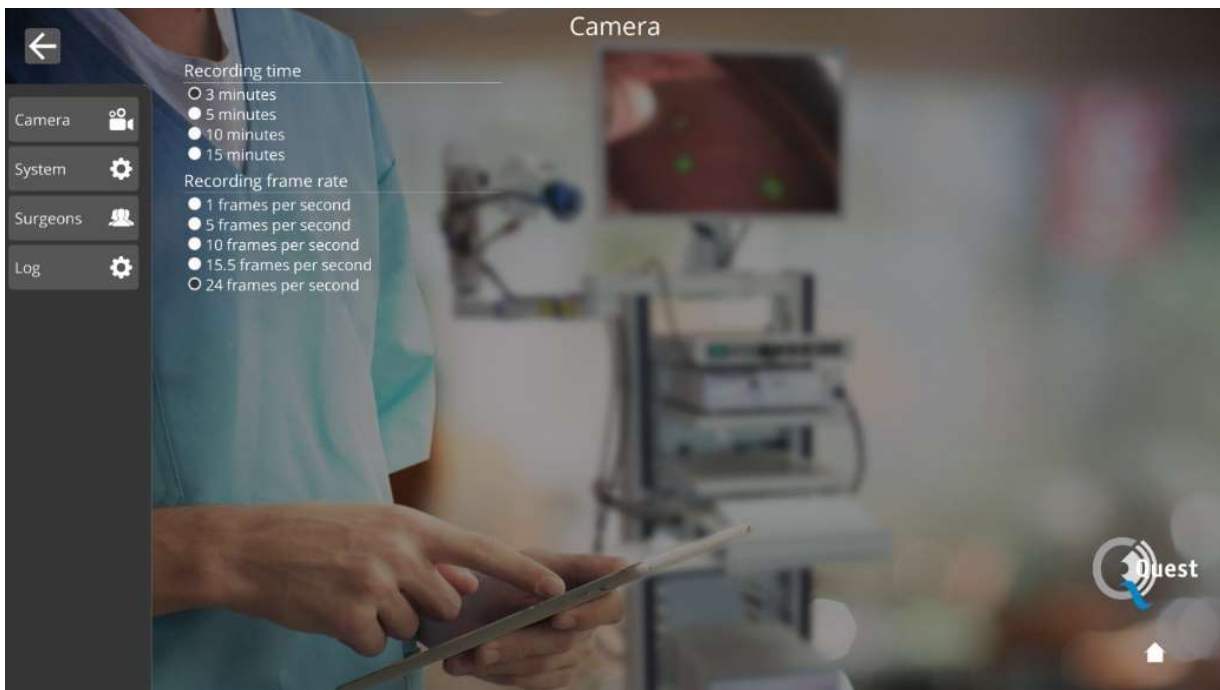 Camera
Camera
System
Surgeons
Log
Recording time
3 minutes
5 minutes
10 minutes
15 minutes
Recording frame rate
1 frames per second
5 frames per second
10 frames per second
15.5 frames per second
24 frames per second
Quest